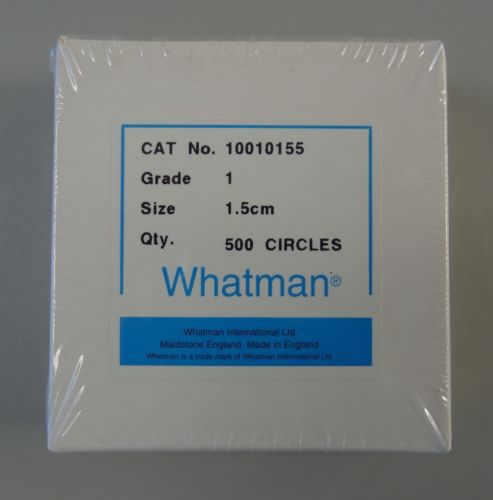 CAT No. 10010155
Grade 1
Size 1.5cm
Qty. 500 CIRCLES
Whatman®
Whatman International Ltd
Maidstone England Made in England
Whatman is a trade mark of Whatman International Ltd